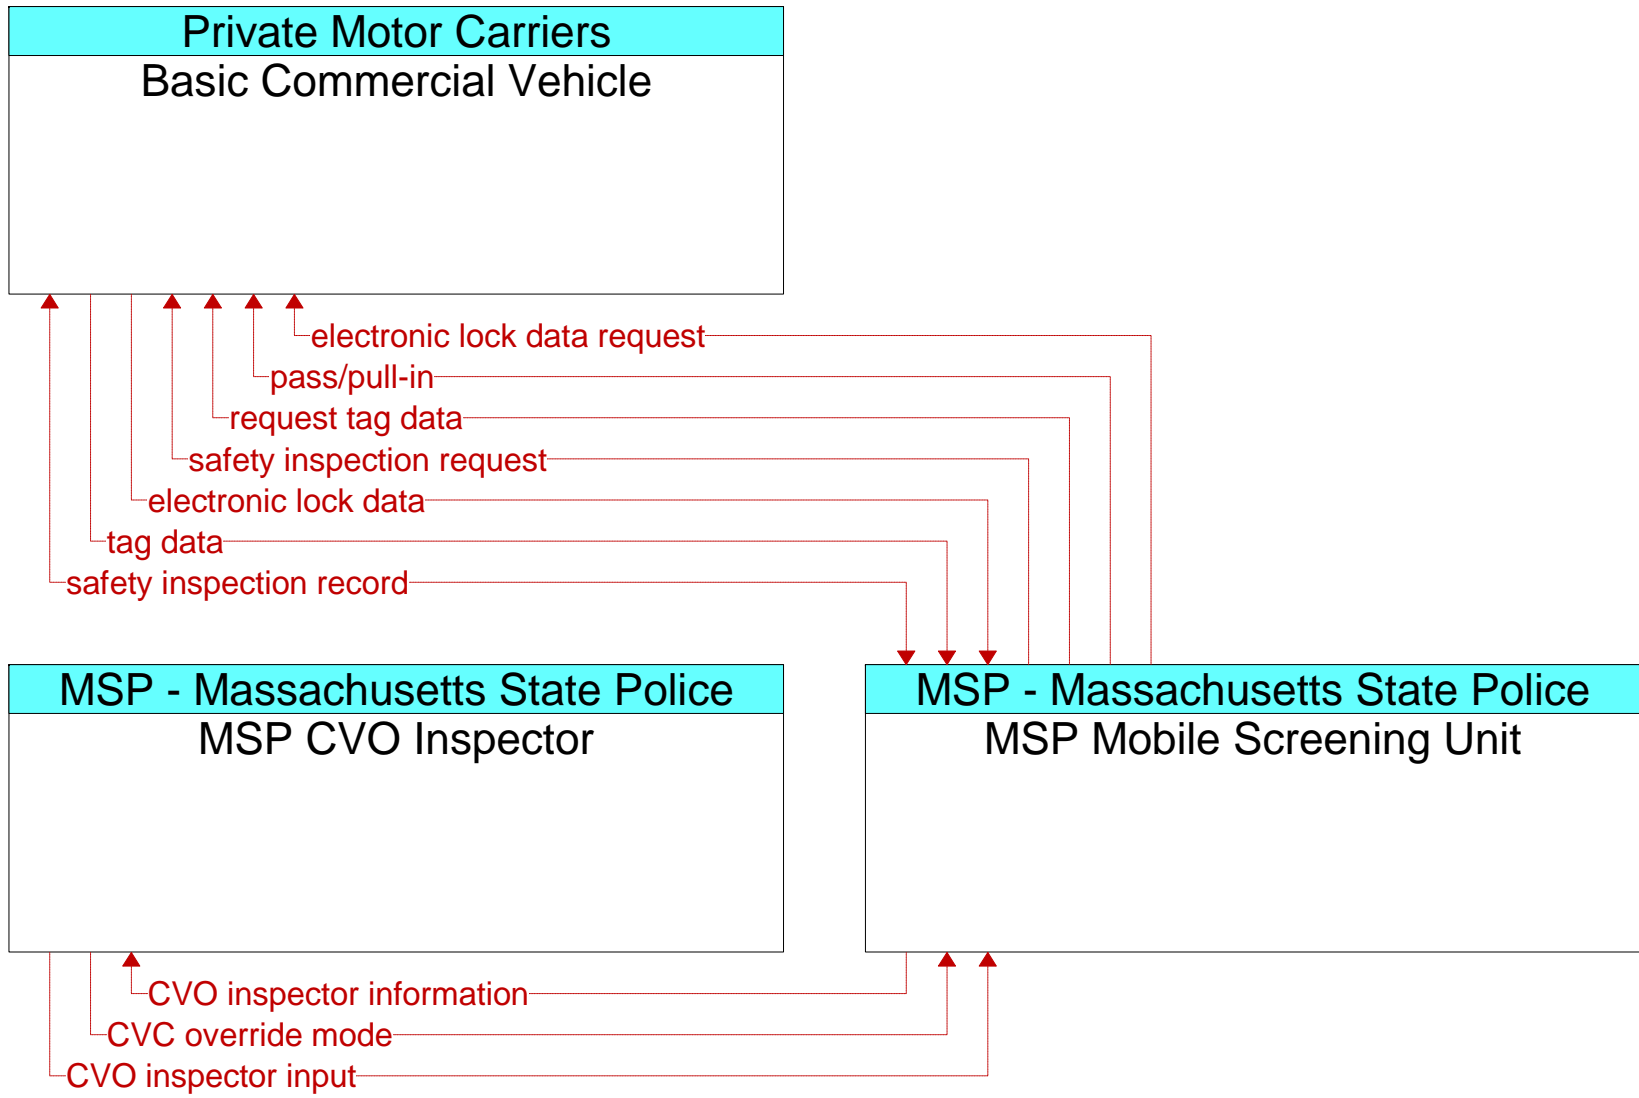 Private Motor Carriers
Basic Commercial Vehicle
electronic lock data request
pass/pull-in
request tag data
safety inspection request
electronic lock data
tag data
safety inspection record
MSP - Massachusetts State Police
MSP CVO Inspector
MSP - Massachusetts State Police
MSP Mobile Screening Unit
CVO inspector information
CVC override mode
CVO inspector input